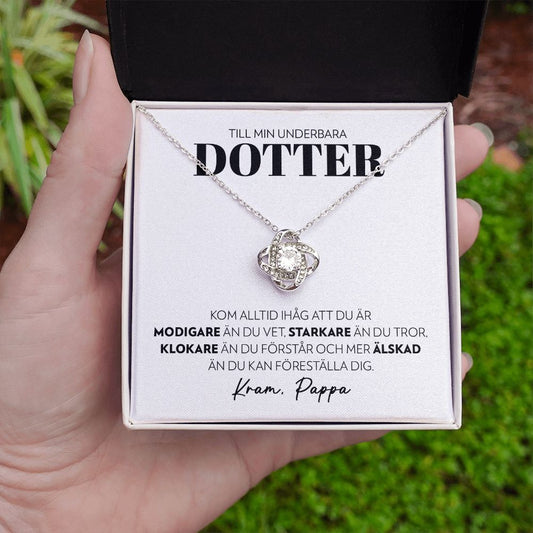 TILL MIN UNDERBARA
DOTTER
KOM ALLTID IHÅG ATT DU ÄR
MODIGARE ÄN DU VET, STARKARE ÄN DU TROR,
KLOKARE ÄN DU FÖRSTÅR OCH MER ÄLSKAD
ÄN DU KAN FÖRESTÄLLA DIG.
Kram, Pappa